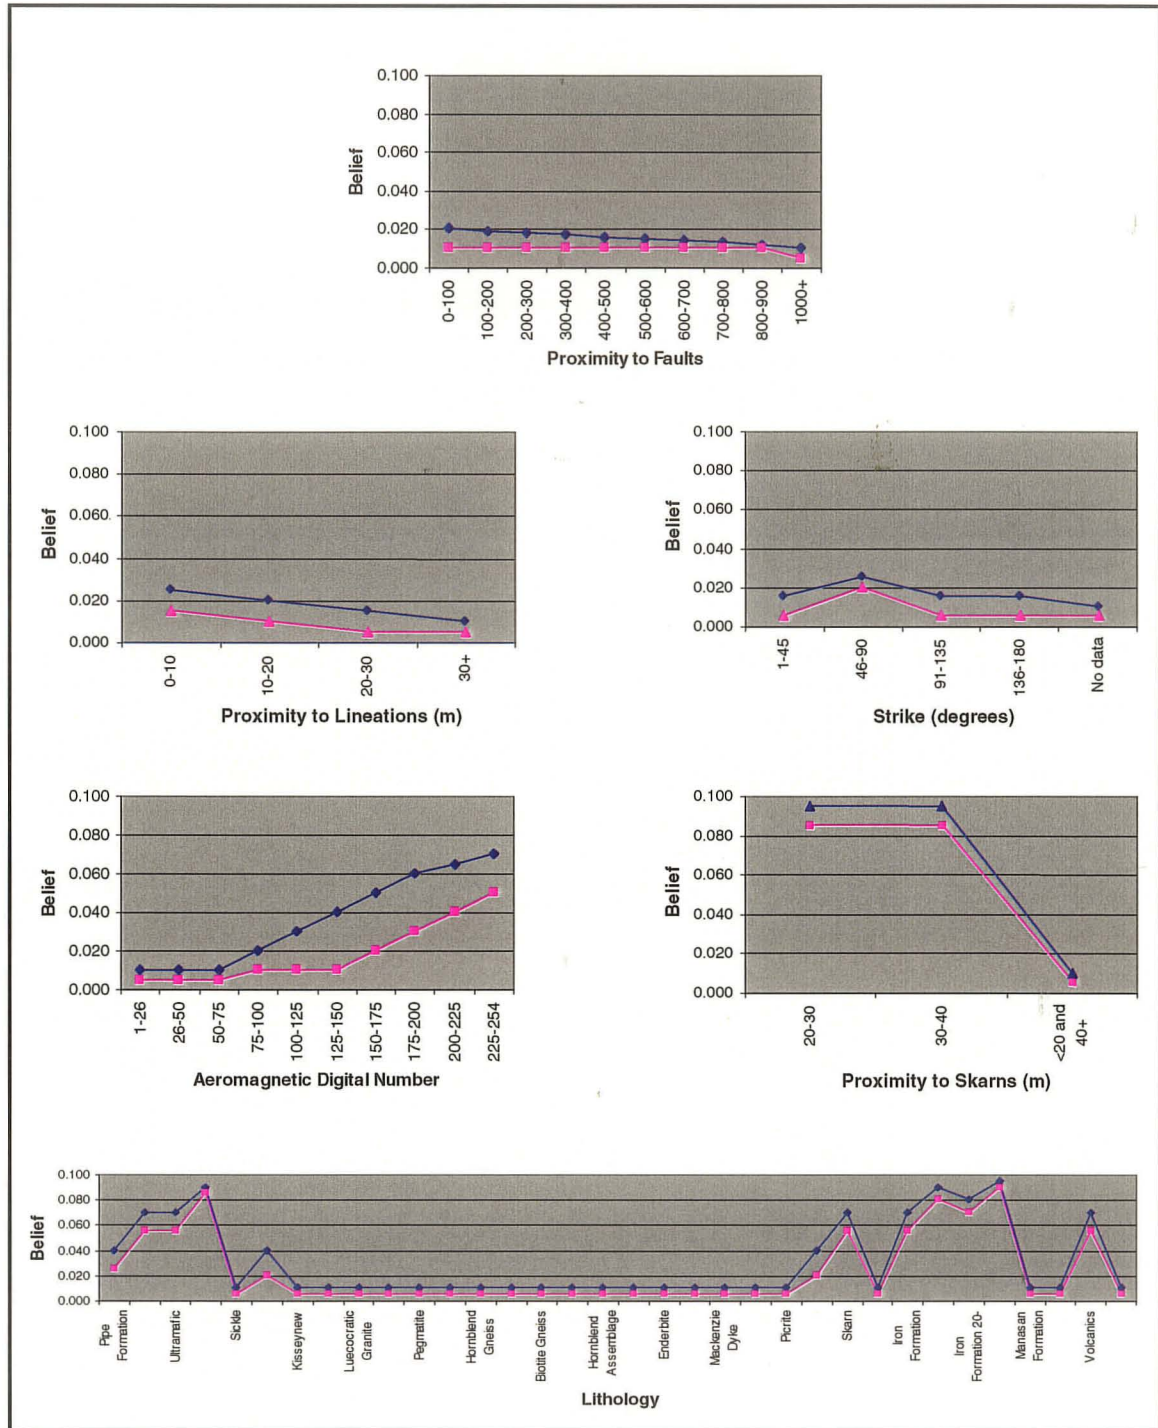 0.100
0.080
0.060
0.040
0.020
0.000
Belief
0-100
100-200
200-300
300-400
400-500
500-600
600-700
700-800
800-900
1000+
Proximity to Faults
0.100
0.080
0.060
0.040
0.020
0.000
Belief
0-10
10-20
20-30
30+
Proximity to Lineations (m)
0.100
0.080
0.060
0.040
0.020
0.000
Belief
1-45
46-90
91-135
136-180
No data
Strike (degrees)
0.100
0.080
0.060
0.040
0.020
0.000
Belief
1-26
26-50
50-75
75-100
100-125
125-150
150-175
175-200
200-225
225-254
Aeromagnetic Digital Number
0.100
0.080
0.060
0.040
0.020
0.000
Belief
20-30
30-40
<20 and
40+
Proximity to Skarns (m)
0.100
0.080
0.060
0.040
0.020
0.000
Belief
Pipe
Formation
Ultramafic
Sickle
Kisseynew
Luecocratic
Granite
Pegmatite
Hornblend
Gneiss
Biotite Gneiss
Hornblend
Assemblage
Enderbite
Mackenzie
Dyke
Picrite
Skarn
Iron
Formation
Iron
Formation 20-
Manasan
Formation
Volcanics
Lithology